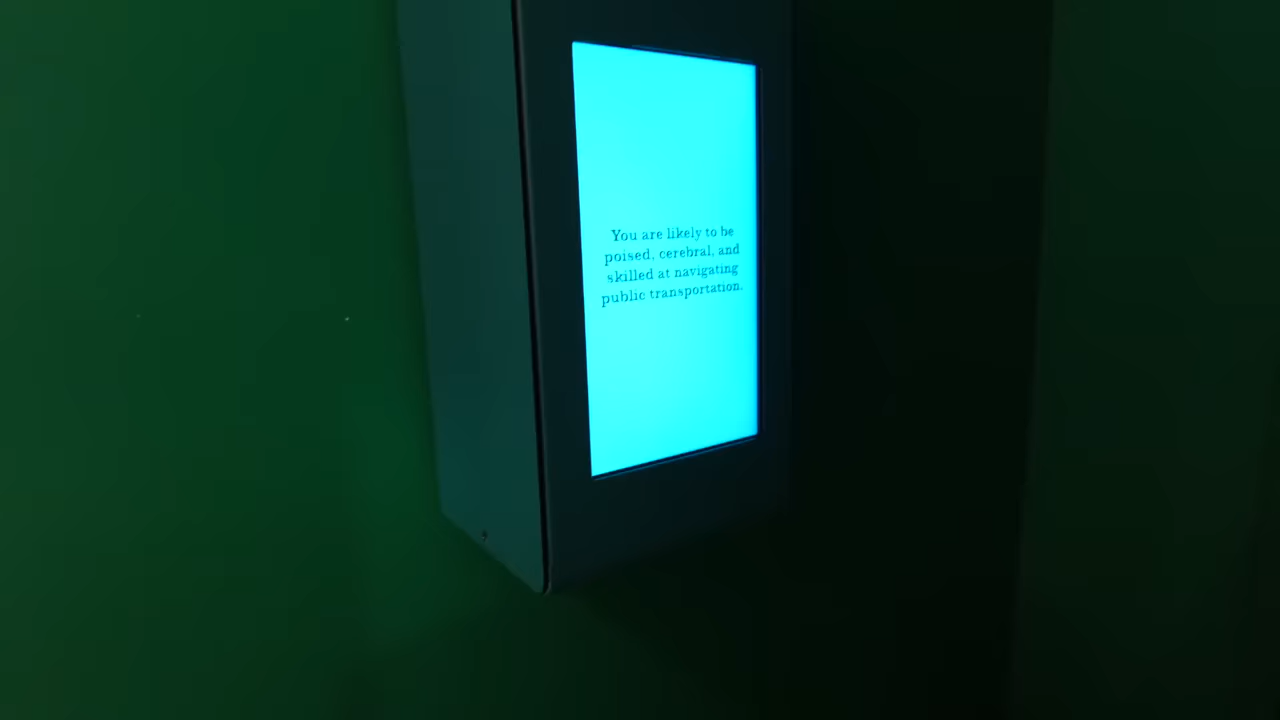 You are likely to be
poised, cerebral, and
skilled at navigating
public transportation.